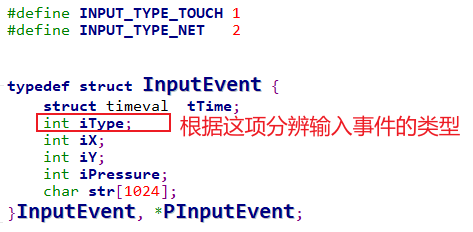 #define INPUT_TYPE_TOUCH 1
#define INPUT_TYPE_NET   2
typedef struct InputEvent {
    struct timeval  tTime;
    int iType; 根据这项分辨输入事件的类型
    int iX;
    int iY;
    int iPressure;
    char str[1024];
}InputEvent, *PInputEvent;